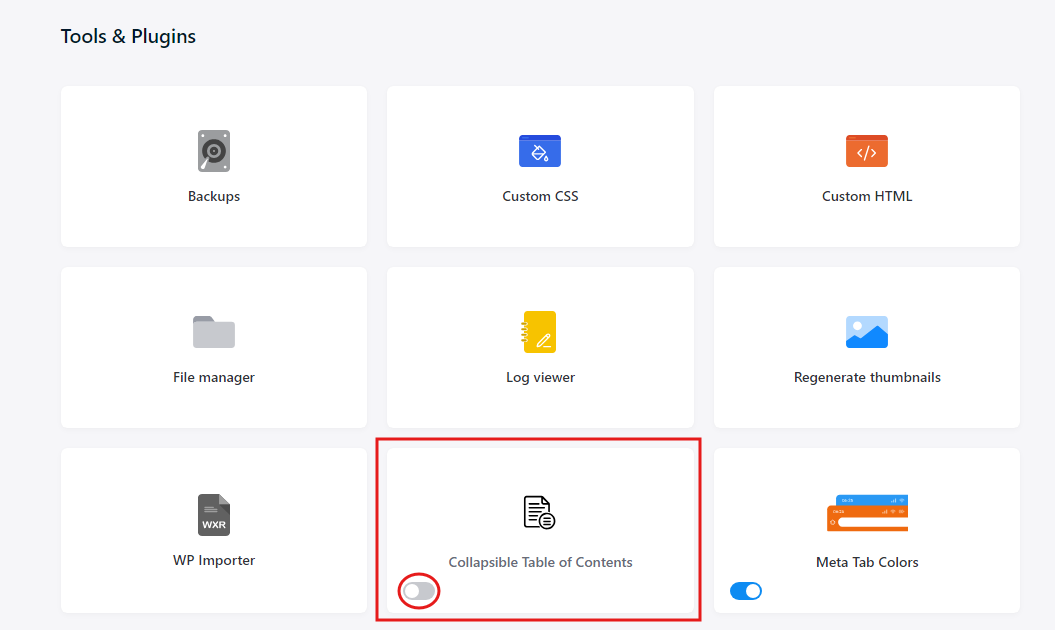 Tools & Plugins
Backups
Custom CSS
Custom HTML
File manager
Log viewer
Regenerate thumbnails
WXR
WP Importer
Collapsible Table of Contents
Meta Tab Colors